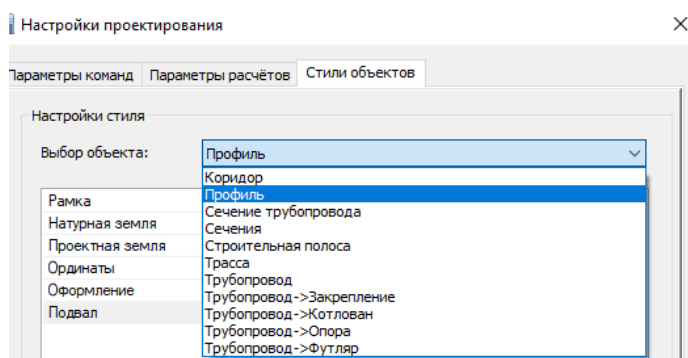 Настройки проектирования
Параметры команд Параметры расчётов Стили объектов
Настройки стиля
Выбор объекта: Профиль
Коридор
Профиль
Сечение трубопровода
Сечения
Строительная полоса
Трасса
Трубопровод
Трубопровод->Закрепление
Трубопровод->Котлован
Трубопровод->Опора
Трубопровод->Футляр
Рамка
Натурная земля
Проектная земля
Ординаты
Оформление
Подвал